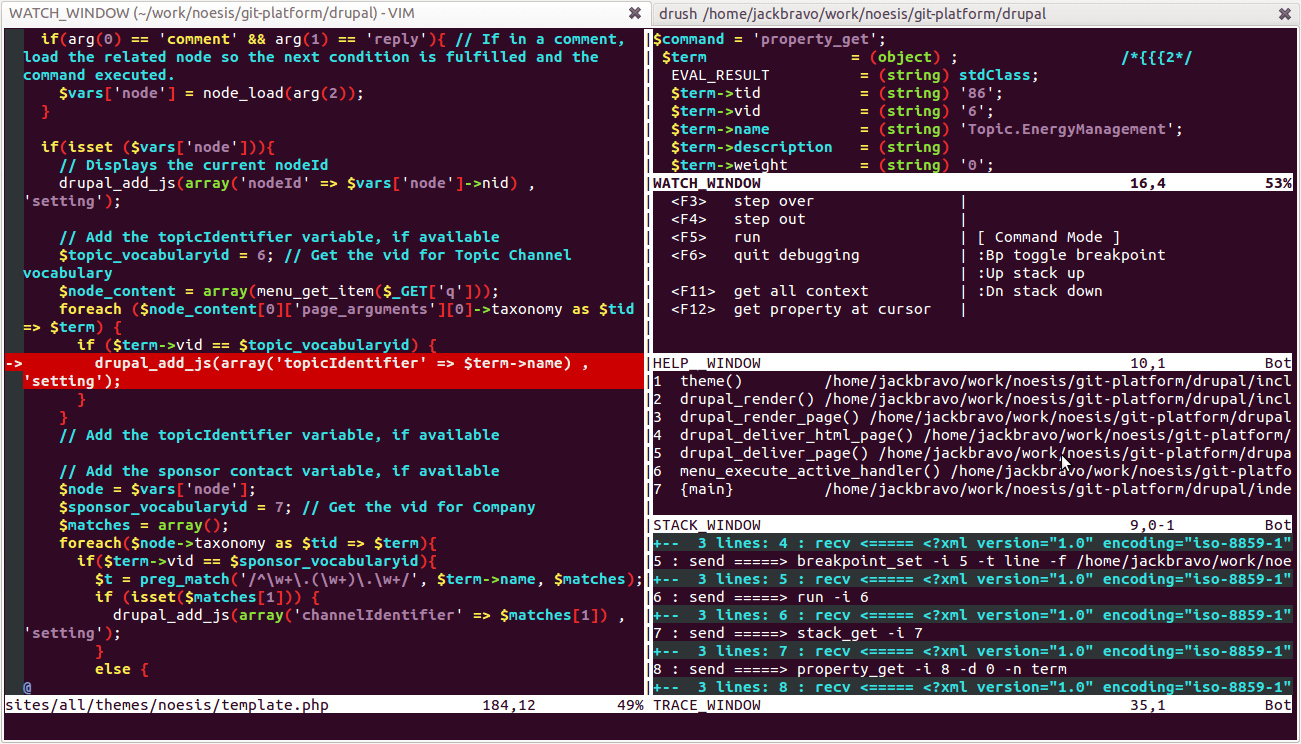 WATCH_WINDOW (~/work/noesis/git-platform/drupal) - VIM
drush /home/jackbravo/work/noesis/git-platform/drupal
if(arg(0) == 'comment' && arg(1) == 'reply'){ // If in a comment,
load the related node so the next condition is fulfilled and the
command executed.
$vars['node'] = node_load(arg(2));
}
if(isset ($vars['node'])){
// Displays the current nodeId
drupal_add_js(array('nodeId' => $vars['node']->nid) ,
'setting');
// Add the topicIdentifier variable, if available
$topic_vocabularyid = 6; // Get the vid for Topic Channel
vocabulary
$node_content = array(menu_get_item($_GET['q']));
foreach ($node_content[0]['page_arguments'][0]->taxonomy as $tid
=> $term) {
if ($term->vid == $topic_vocabularyid) {
-> drupal_add_js(array('topicIdentifier' => $term->name) ,
'setting');
}
}
// Add the topicIdentifier variable, if available
// Add the sponsor contact variable, if available
$node = $vars['node'];
$sponsor_vocabularyid = 7; // Get the vid for Company
$matches = array();
foreach($node->taxonomy as $tid => $term){
if($term->vid == $sponsor_vocabularyid){
$t = preg_match('/^\w+\.(\w+)\.\w+/', $term->name, $matches);
if (isset($matches[1])) {
drupal_add_js(array('channelIdentifier' => $matches[1]) ,
'setting');
}
else {
@
sites/all/themes/noesis/template.php 184,12 49%
$command = 'property_get';
$term = (object) ; /*{{{2*/
EVAL_RESULT = (string) stdClass;
$term->tid = (string) '86';
$term->vid = (string) '6';
$term->name = (string) 'Topic.EnergyManagement';
$term->description = (string)
$term->weight = (string) '0';
WATCH_WINDOW 16,4 53%
<F3> step over |
<F4> step out |
<F5> run | [ Command Mode ]
<F6> quit debugging | :Bp toggle breakpoint
| :Up stack up
<F11> get all context | :Dn stack down
<F12> get property at cursor |
HELP__WINDOW 10,1 Bot
1 theme() /home/jackbravo/work/noesis/git-platform/drupal/incl
2 drupal_render() /home/jackbravo/work/noesis/git-platform/drupal/incl
3 drupal_render_page() /home/jackbravo/work/noesis/git-platform/drupal
4 drupal_deliver_html_page() /home/jackbravo/work/noesis/git-platform/
5 drupal_deliver_page() /home/jackbravo/work/noesis/git-platform/drupa
6 menu_execute_active_handler() /home/jackbravo/work/noesis/git-platfo
7 {main} /home/jackbravo/work/noesis/git-platform/drupal/inde
STACK_WINDOW 9,0-1 Bot
+-- 3 lines: 4 : recv <===== <?xml version="1.0" encoding="iso-8859-1"
5 : send =====> breakpoint_set -i 5 -t line -f /home/jackbravo/work/noe
+-- 3 lines: 5 : recv <===== <?xml version="1.0" encoding="iso-8859-1"
6 : send =====> run -i 6
+-- 3 lines: 6 : recv <===== <?xml version="1.0" encoding="iso-8859-1"
7 : send =====> stack_get -i 7
+-- 3 lines: 7 : recv <===== <?xml version="1.0" encoding="iso-8859-1"
8 : send =====> property_get -i 8 -d 0 -n term
+-- 3 lines: 8 : recv <===== <?xml version="1.0" encoding="iso-8859-1"
TRACE_WINDOW 35,1 Bot